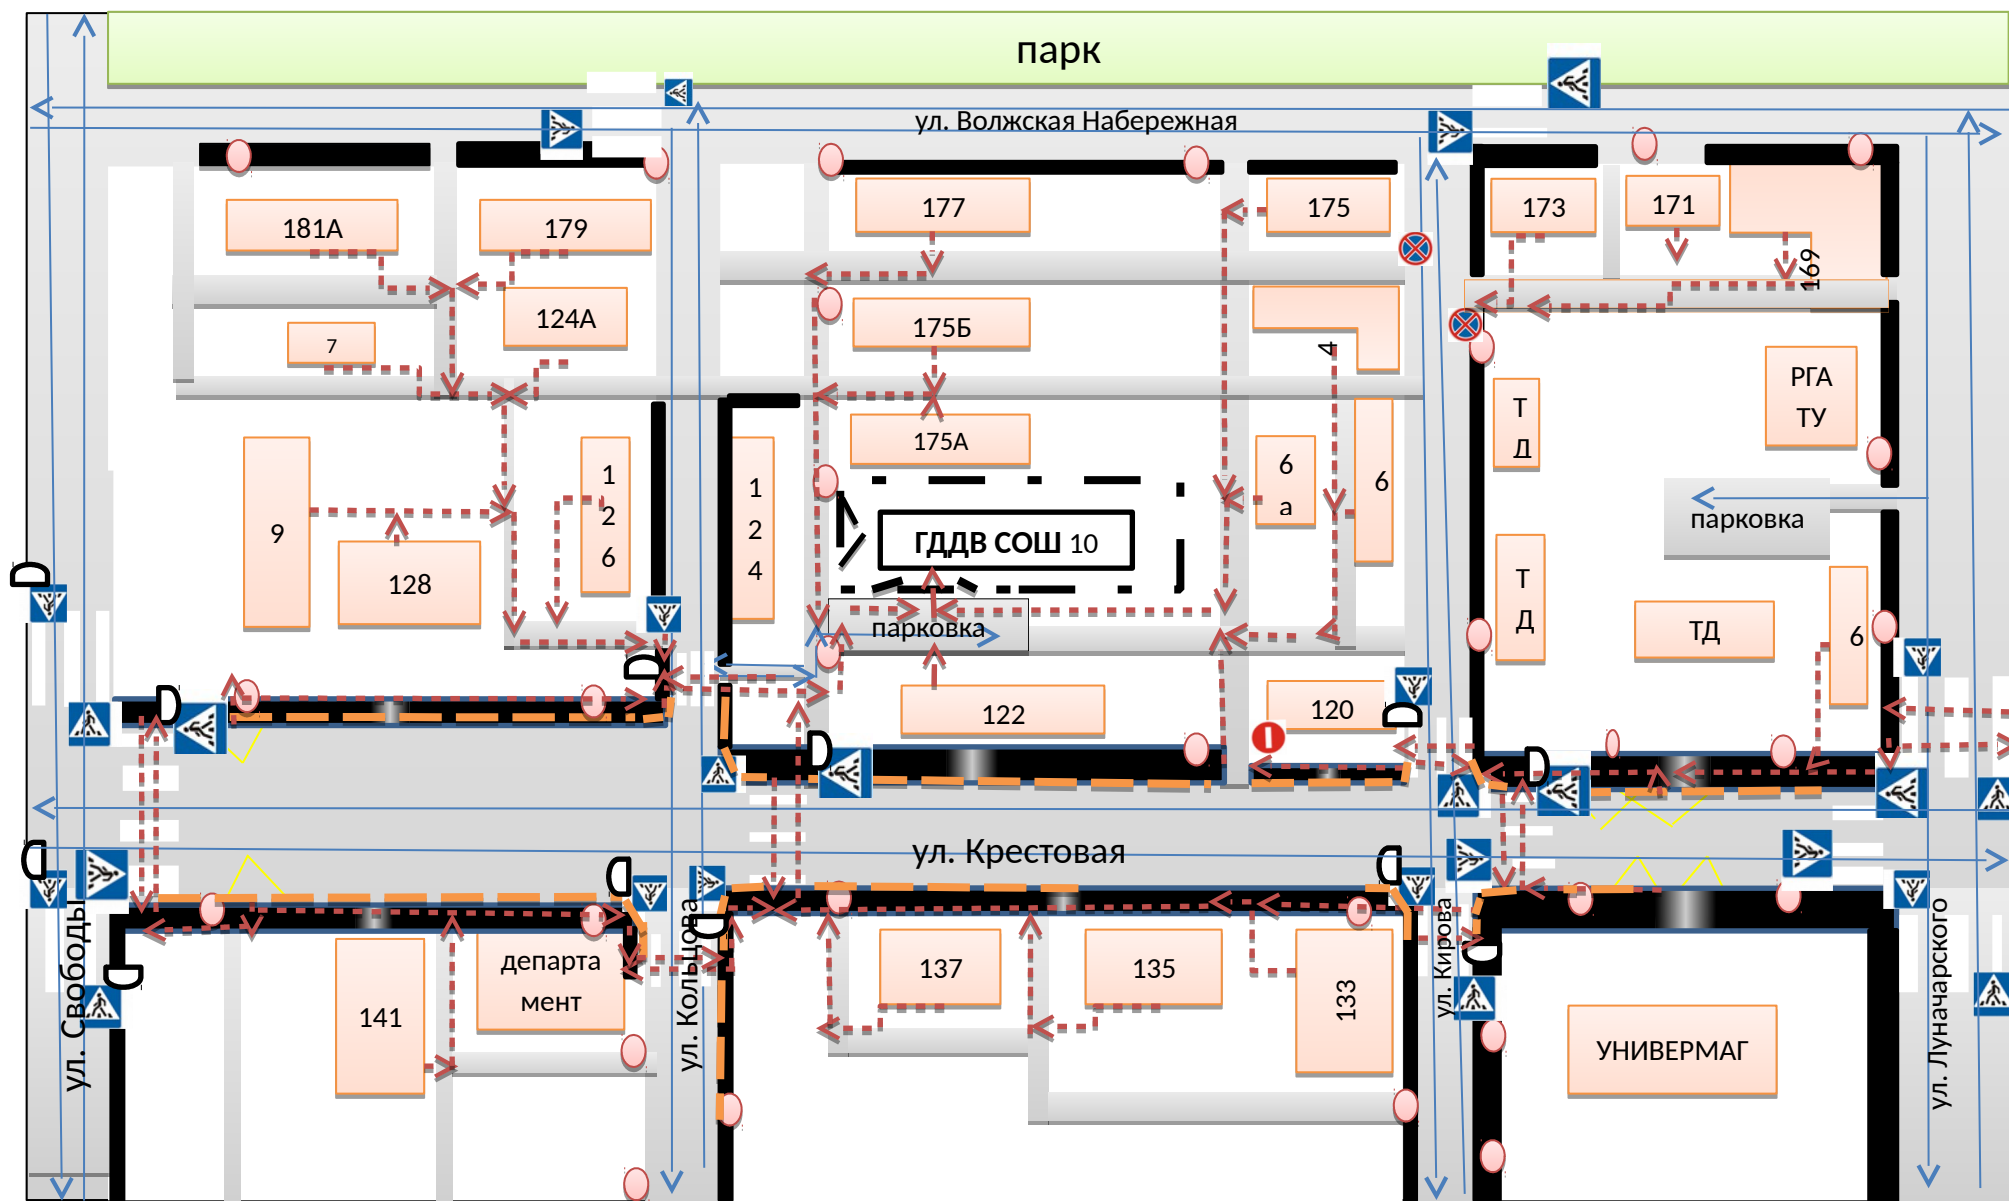 парк
ул. Волжская Набережная
181А
179
177
175
173
171
169
124А
7
175Б
4
РГА
ТУ
Т
Д
175А
6
а
6
9
1
2
6
1
2
4
128
ГДДВ СОШ 10
парковка
парковка
Т
Д
ТД
6
122
120
ул. Крестовая
ул. Свободы
ул. Кольцова
ул. Кирова
ул. Луначарского
141
департа
мент
137
135
133
УНИВЕРМАГ